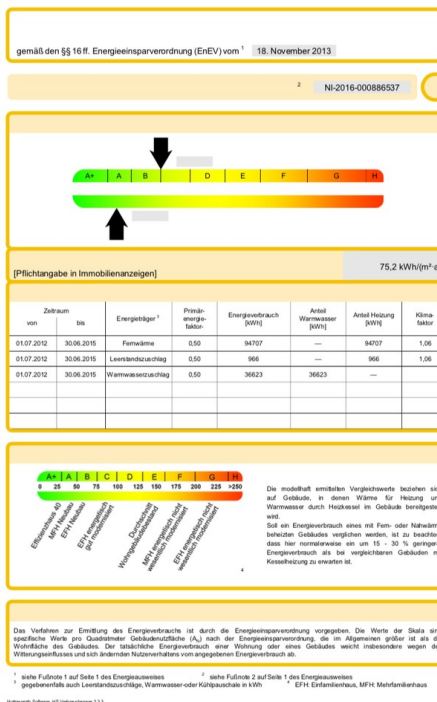 gemäß den §§ 16 ff. Energieeinsparverordnung (EnEV) vom ¹ 18. November 2013
² NI-2016-000886537
A+ A B D E F G H
[Pflichtangabe in Immobilienanzeigen] 75,2 kWh/(m²·a
Zeitraum
von bis Energieträger ³ Primär-energie-faktor- Energieverbrauch [kWh] Anteil Warmwasser [kWh] Anteil Heizung [kWh] Klima-faktor
01.07.2012 30.06.2015 Fernwärme 0,50 94707 — 94707 1,06
01.07.2012 30.06.2015 Leerstandszuschlag 0,50 966 — 966 1,06
01.07.2012 30.06.2015 Warmwasserzuschlag 0,50 36623 36623 —
A+ A B C D E F G H
0 25 50 75 100 125 150 175 200 225 >250
Effizienzhaus 40
MFH Neubau
EFH Neubau
EFH energetisch gut modernisiert
Durchschnitt Wohngebäudebestand
MFH energetisch nicht wesentlich modernisiert
EFH energetisch nicht wesentlich modernisiert
⁴
Die modellhaft ermittelten Vergleichswerte beziehen sic
auf Gebäude, in denen Wärme für Heizung un
Warmwasser durch Heizkessel im Gebäude bereitgeste
wird.
Soll ein Energieverbrauch eines mit Fern- oder Nahwärm
beheizten Gebäudes verglichen werden, ist zu beachte
dass hier normalerweise ein um 15 - 30 % geringer
Energieverbrauch als bei vergleichbaren Gebäuden m
Kesselheizung zu erwarten ist.
Das Verfahren zur Ermittlung des Energieverbrauchs ist durch die Energieeinsparverordnung vorgegeben. Die Werte der Skala sin
spezifische Werte pro Quadratmeter Gebäudenutzfläche (Aₙ) nach der Energieeinsparverordnung, die im Allgemeinen größer ist als d
Wohnfläche des Gebäudes. Der tatsächliche Energieverbrauch einer Wohnung oder eines Gebäudes weicht insbesondere wegen de
Witterungseinflusses und sich ändernden Nutzerverhaltens vom angegebenen Energieverbrauch ab.
¹ siehe Fußnote 1 auf Seite 1 des Energieausweises ² siehe Fußnote 2 auf Seite 1 des Energieausweises
³ gegebenenfalls auch Leerstandszuschläge, Warmwasser-oder Kühlpauschale in kWh ⁴ EFH: Einfamilienhaus, MFH: Mehrfamilienhaus